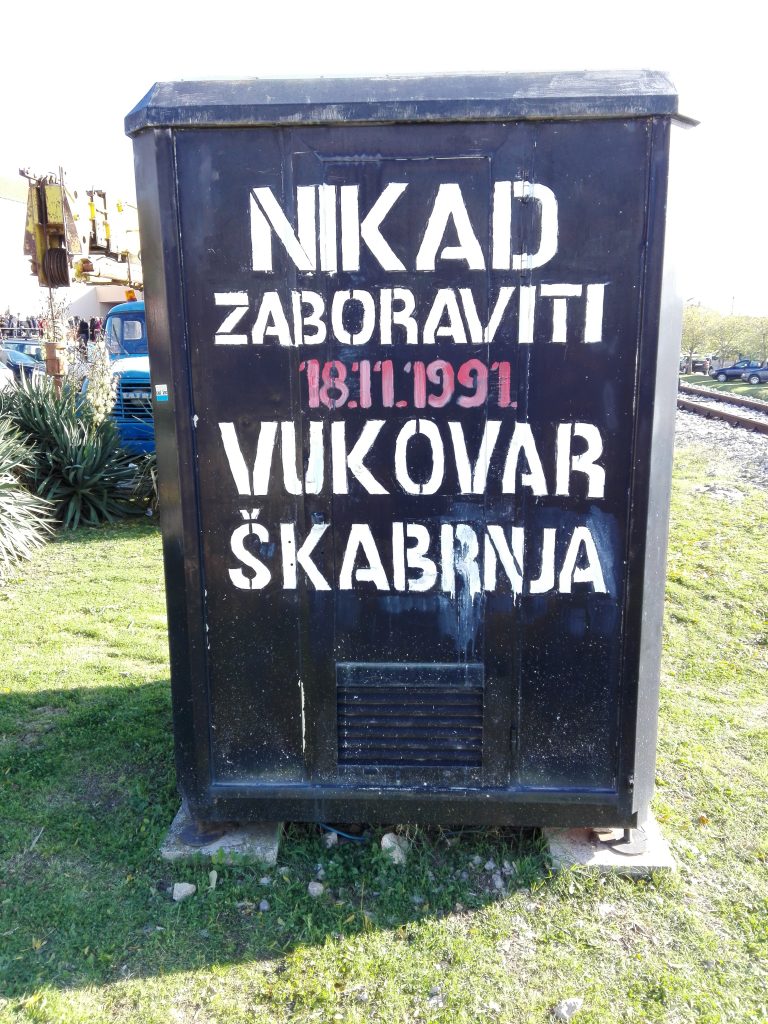 NIKAD
ZABORAVITI
18.11.1991.
VUKOVAR
ŠKABRNJA